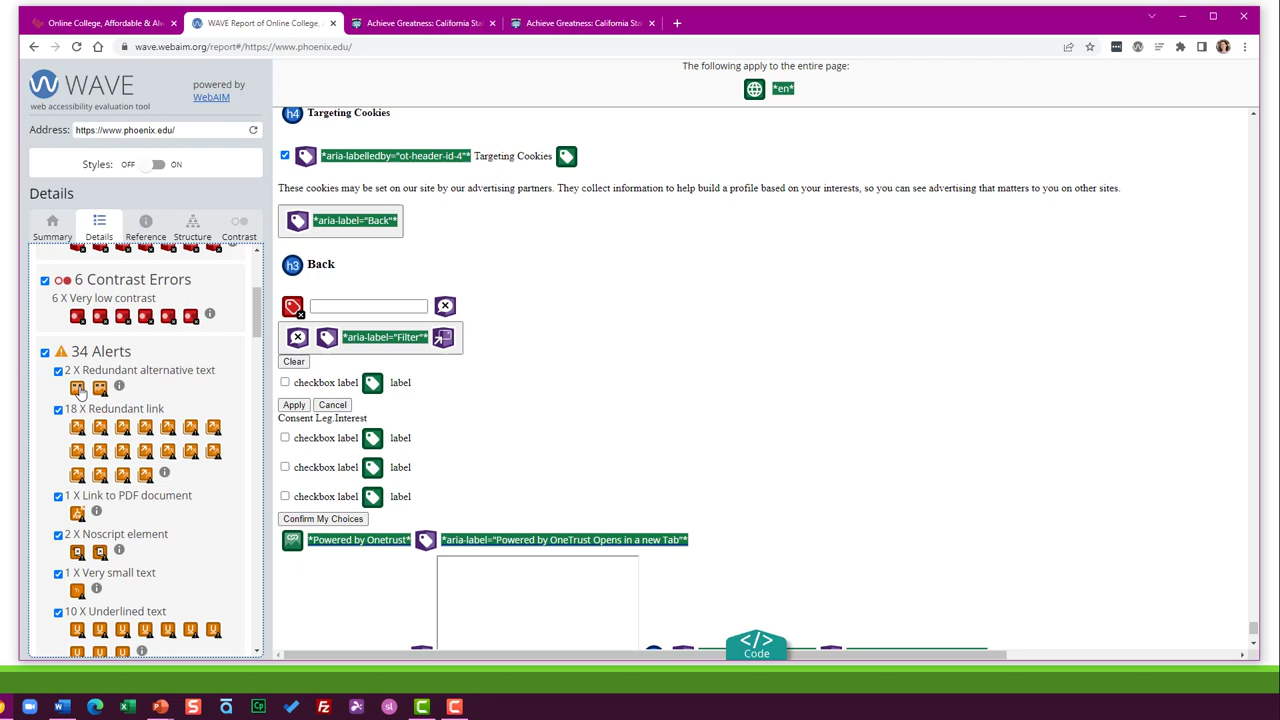 Online College, Affordable & Al
WAVE Report of Online College,
Achieve Greatness: California Sta
Achieve Greatness: California Sta
wave.webaim.org/report#/https://www.phoenix.edu/
WAVE
web accessibility evaluation tool
powered by
WebAIM
Address: https://www.phoenix.edu/
Styles: OFF ON
Details
Summary Details Reference Structure Contrast
6 Contrast Errors
6 X Very low contrast
34 Alerts
2 X Redundant alternative text
18 X Redundant link
1 X Link to PDF document
2 X Noscript element
1 X Very small text
10 X Underlined text
The following apply to the entire page:
*en*
h4 Targeting Cookies
*aria-labelledby="ot-header-id-4"* Targeting Cookies
These cookies may be set on our site by our advertising partners. They collect information to help build a profile based on your interests, so you can see advertising that matters to you on other sites.
*aria-label="Back"*
h3 Back
*aria-label="Filter"*
Clear
checkbox label label
Apply Cancel
Consent Leg.Interest
checkbox label label
checkbox label label
checkbox label label
Confirm My Choices
*Powered by Onetrust* *aria-label="Powered by OneTrust Opens in a new Tab"*
</> Code